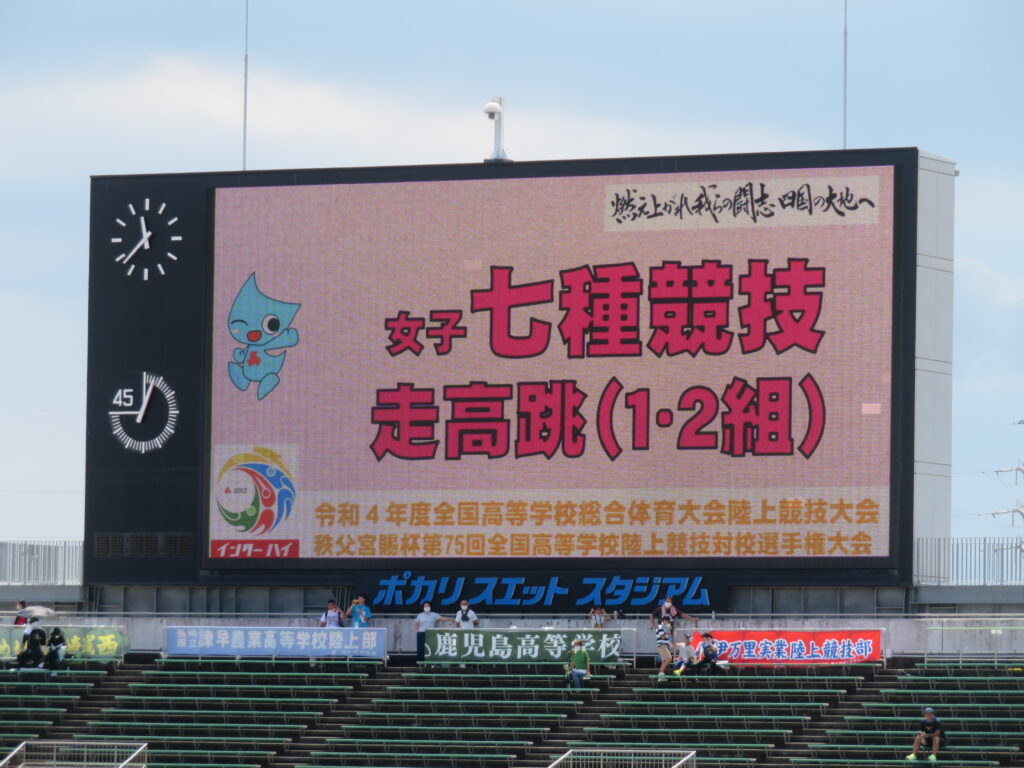 燃え上がれ我らの闘志 四国の大地へ
女子 七種競技
走高跳(1・2組)
45
2022
インターハイ
令和4年度全国高等学校総合体育大会陸上競技大会
秩父宮賜杯第75回全国高等学校陸上競技対校選手権大会
ポカリスエット スタジアム
諫早農業高等学校陸上部
鹿児島高等学校
伊万里実業陸上競技部